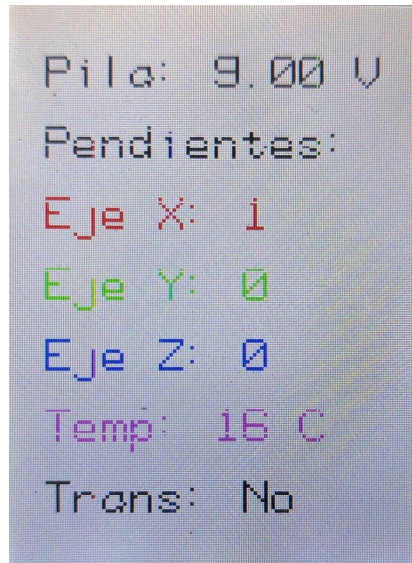 Pila: 9.00 V
Pendientes:
Eje X: 1
Eje Y: 0
Eje Z: 0
Temp: 16 C
Trans: No